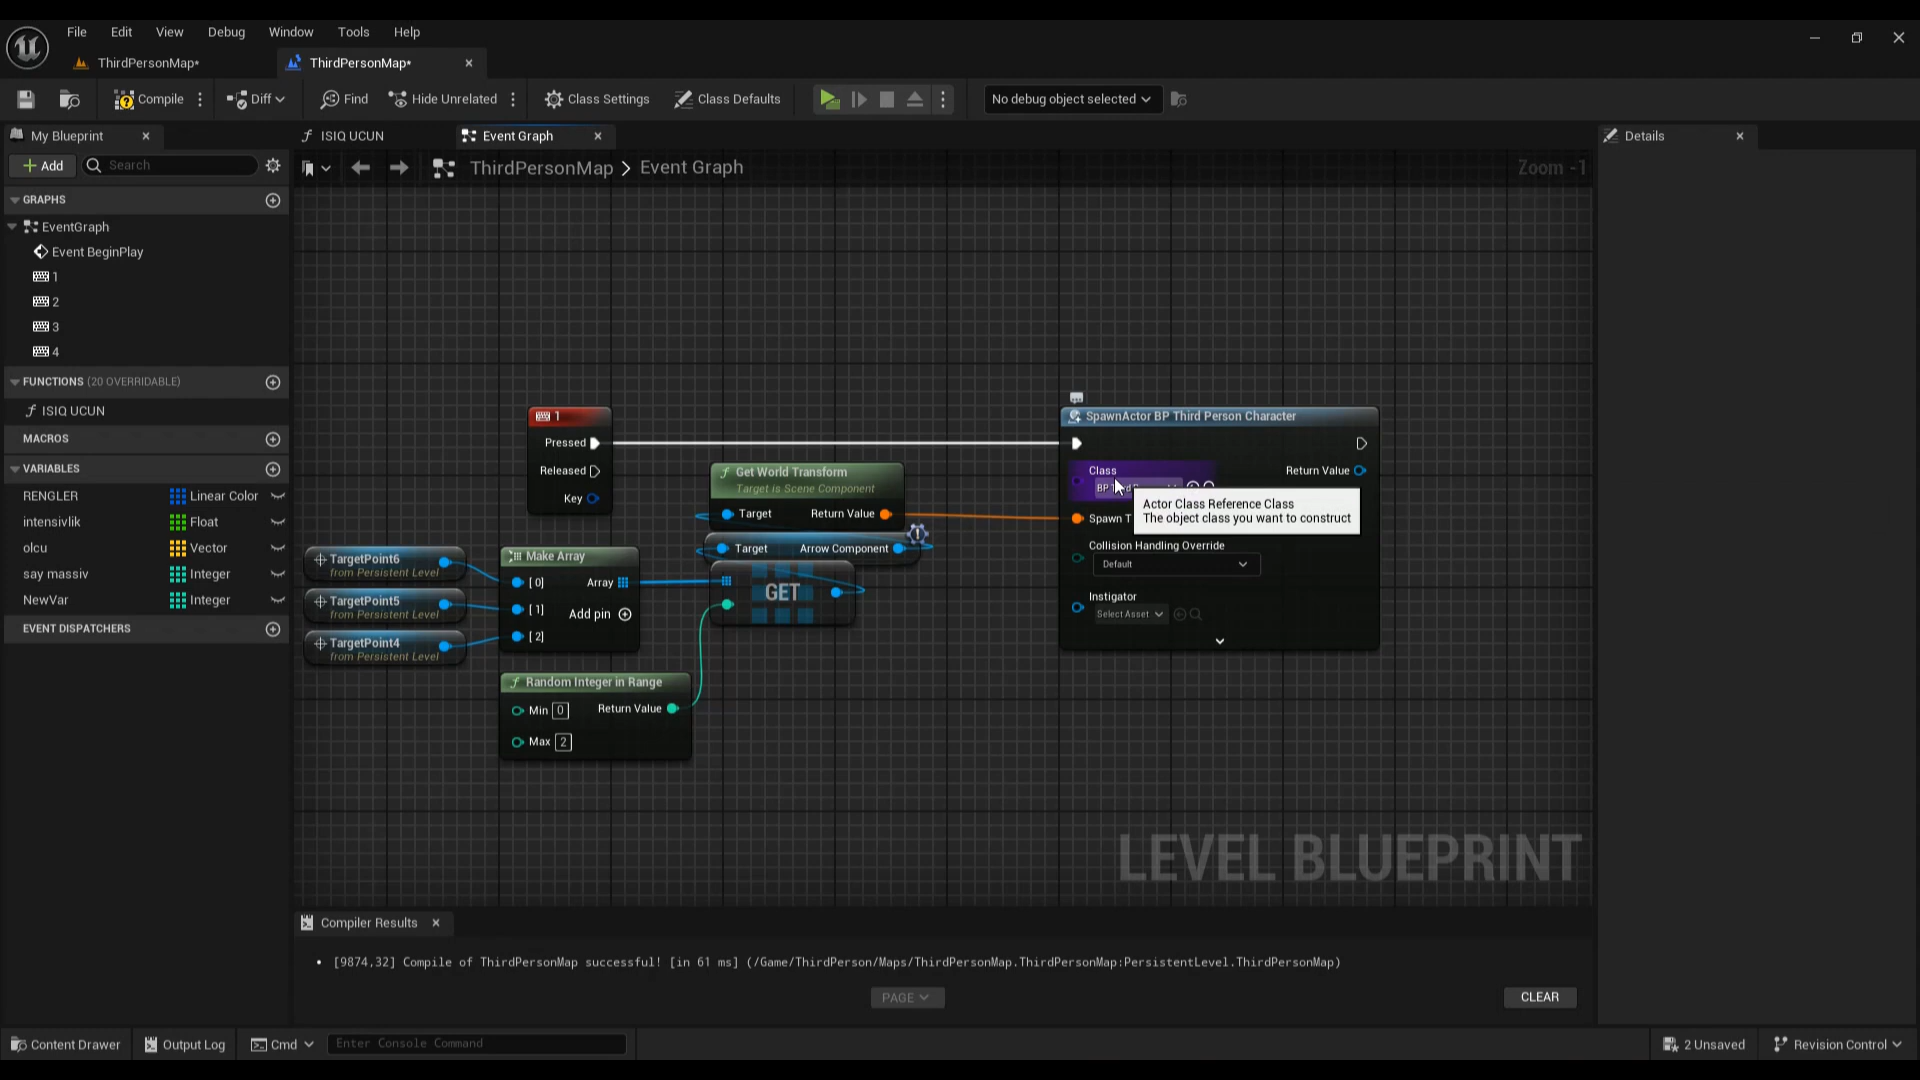 File Edit View Debug Window Tools Help
ThirdPersonMap* ThirdPersonMap*
Compile Diff Find Hide Unrelated Class Settings Class Defaults No debug object selected
My Blueprint ISIQ UCUN Event Graph Details
Add Search ThirdPersonMap > Event Graph Zoom -1
GRAPHS
EventGraph
Event BeginPlay
1
2
3
4
FUNCTIONS (20 OVERRIDABLE)
ISIQ UCUN
MACROS
VARIABLES
RENGLER Linear Color
intensivlik Float
olcu Vector
say massiv Integer
NewVar Integer
EVENT DISPATCHERS
1
Pressed
Released
Key
Get World Transform
Target is Scene Component
Target Return Value
Target Arrow Component
GET
TargetPoint6
from Persistent Level
TargetPoint5
from Persistent Level
TargetPoint4
from Persistent Level
Make Array
[0] Array
[1] Add pin
[2]
Random Integer in Range
Min 0 Return Value
Max 2
SpawnActor BP Third Person Character
Class Return Value
Spawn T
Actor Class Reference Class
The object class you want to construct
Collision Handling Override
Default
Instigator
Select Asset
LEVEL BLUEPRINT
Compiler Results
[9874,32] Compile of ThirdPersonMap successful! [in 61 ms] (/Game/ThirdPerson/Maps/ThirdPersonMap.ThirdPersonMap:PersistentLevel.ThirdPersonMap)
PAGE CLEAR
Content Drawer Output Log Cmd Enter Console Command 2 Unsaved Revision Control